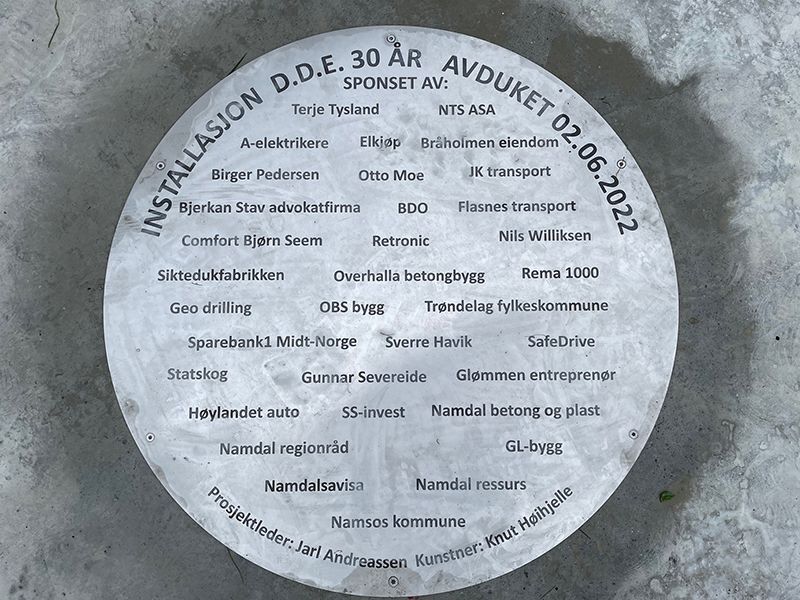 INSTALLASJON D.D.E. 30 ÅR AVDUKET 02.06.2022
SPONSET AV:
Terje Tysland NTS ASA
A-elektrikere Elkjøp Bråholmen eiendom
Birger Pedersen Otto Moe JK transport
Bjerkan Stav advokatfirma BDO Flasnes transport
Comfort Bjørn Seem Retronic Nils Williksen
Siktedukfabrikken Overhalla betongbygg Rema 1000
Geo drilling OBS bygg Trøndelag fylkeskommune
Sparebank1 Midt-Norge Sverre Havik SafeDrive
Statskog Gunnar Severeide Glømmen entreprenør
Høylandet auto SS-invest Namdal betong og plast
Namdal regionråd GL-bygg
Namdalsavisa Namdal ressurs
Namsos kommune
Prosjektleder: Jarl Andreassen Kunstner: Knut Høihjelle